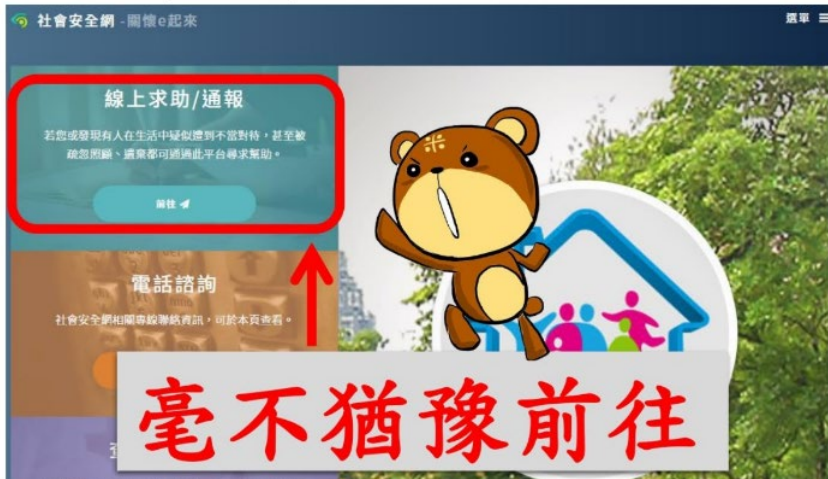 社會安全網 -關懷e起來
選單
線上求助/通報
若您或發現有人在生活中疑似遭到不當對待，甚至被
疏忽照顧、遺棄都可通過此平台尋求幫助。
前往
米
電話諮詢
社會安全網相關專線聯絡資訊，可於本頁查看。
毫不猶豫前往